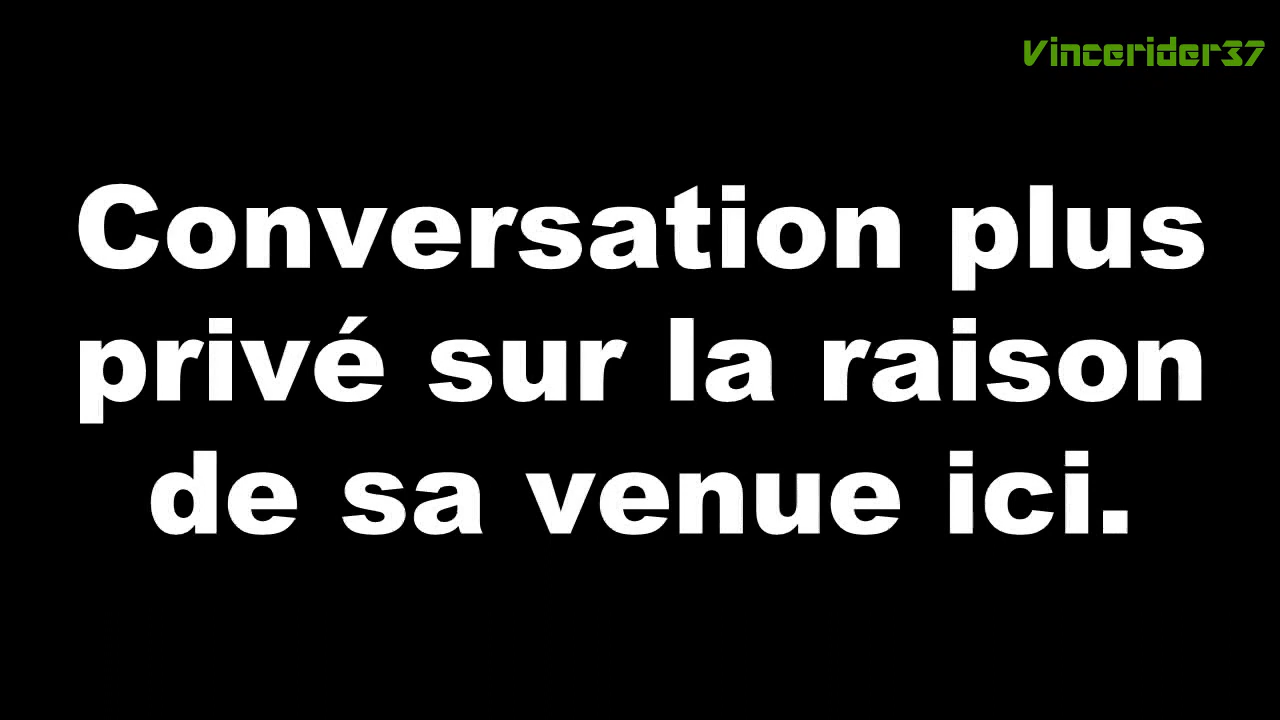 Vincerider37
Conversation plus
privé sur la raison
de sa venue ici.